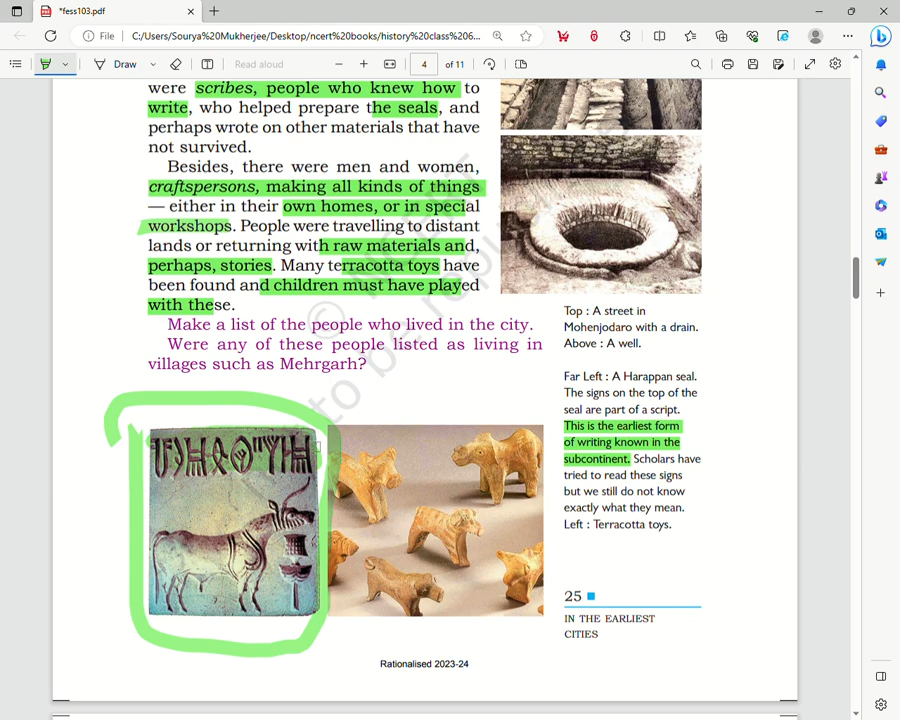 *fess103.pdf
File
C:/Users/Sourya%20Mukherjee/Desktop/ncert%20books/history%20class%206...
Draw
Read aloud
4 of 11
were scribes, people who knew how to
write, who helped prepare the seals, and
perhaps wrote on other materials that have
not survived.
Besides, there were men and women,
craftspersons, making all kinds of things
— either in their own homes, or in special
workshops. People were travelling to distant
lands or returning with raw materials and,
perhaps, stories. Many terracotta toys have
been found and children must have played
with these.
Make a list of the people who lived in the city.
Were any of these people listed as living in
villages such as Mehrgarh?
Top : A street in
Mohenjodaro with a drain.
Above : A well.
Far Left : A Harappan seal.
The signs on the top of the
seal are part of a script.
This is the earliest form
of writing known in the
subcontinent. Scholars have
tried to read these signs
but we still do not know
exactly what they mean.
Left : Terracotta toys.
25
IN THE EARLIEST
CITIES
Rationalised 2023-24